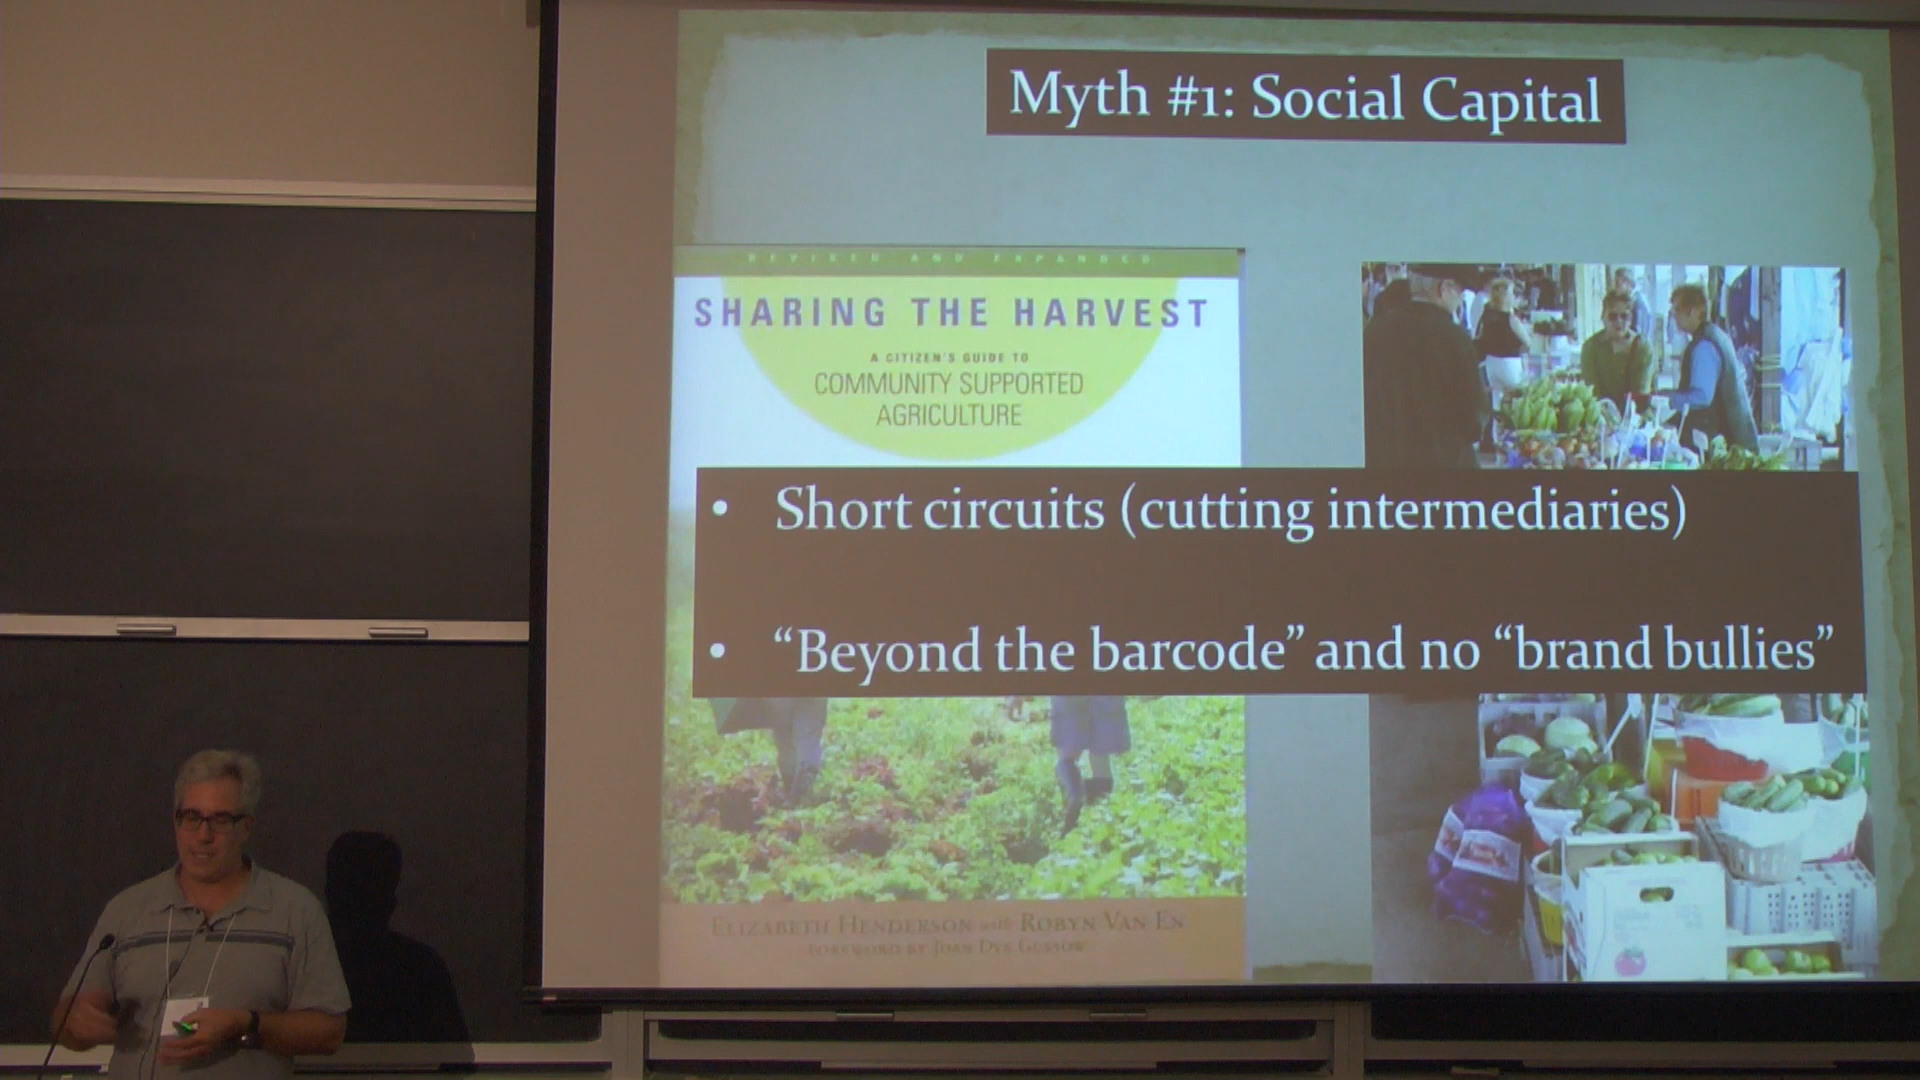 Myth #1: Social Capital
REVISED AND EXPANDED
SHARING THE HARVEST
A CITIZEN'S GUIDE TO
COMMUNITY SUPPORTED
AGRICULTURE
• Short circuits (cutting intermediaries)
• “Beyond the barcode” and no “brand bullies”
ELIZABETH HENDERSON with ROBYN VAN EN
FOREWORD BY JOAN DYE GUSSOW